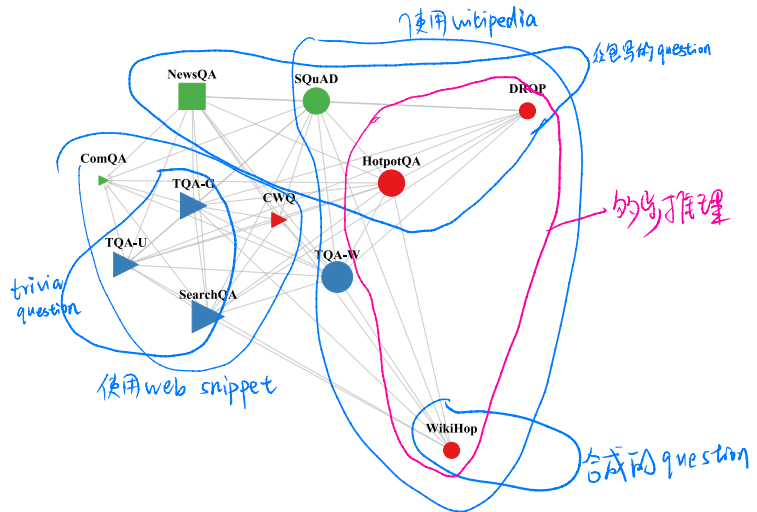 使用wikipedia
众包写的question
NewsQA
SQuAD
DROP
ComQA
HotpotQA
TQA-G
CWQ
推理
TQA-U
TQA-W
trivia
question
SearchQA
使用web snippet
WikiHop
合成的question